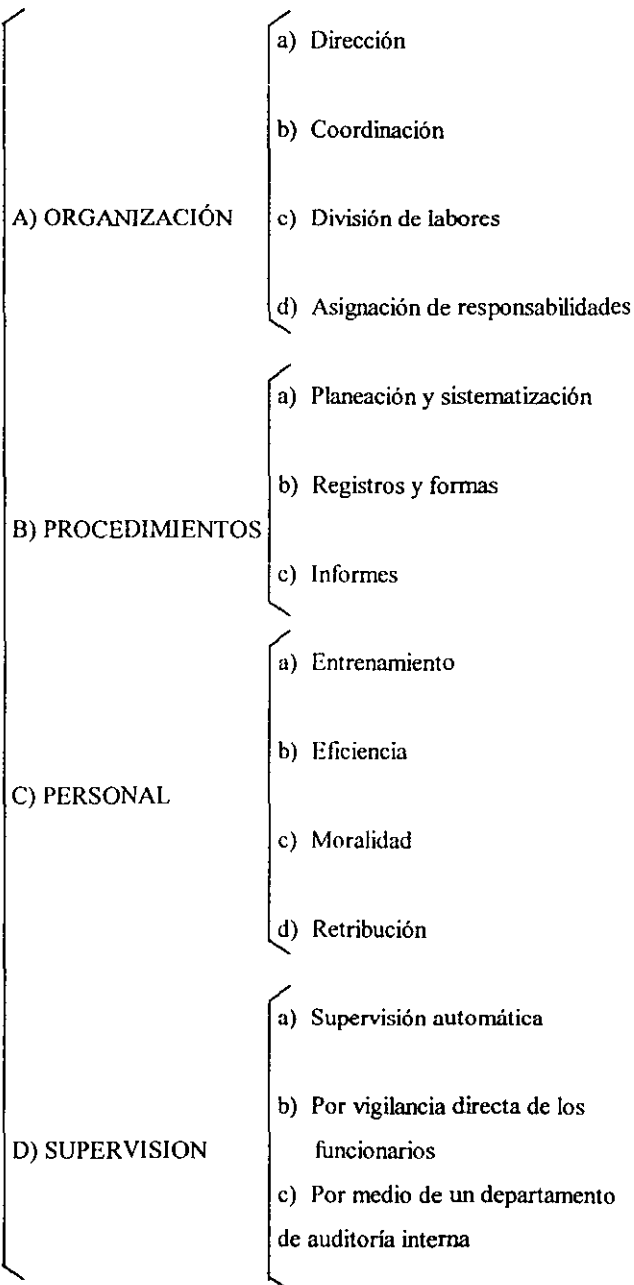 a) Dirección
b) Coordinación
A) ORGANIZACIÓN
c) División de labores
d) Asignación de responsabilidades
a) Planeación y sistematización
b) Registros y formas
B) PROCEDIMIENTOS
c) Informes
a) Entrenamiento
b) Eficiencia
C) PERSONAL
c) Moralidad
d) Retribución
a) Supervisión automática
b) Por vigilancia directa de los
D) SUPERVISION
funcionarios
c) Por medio de un departamento
de auditoría interna